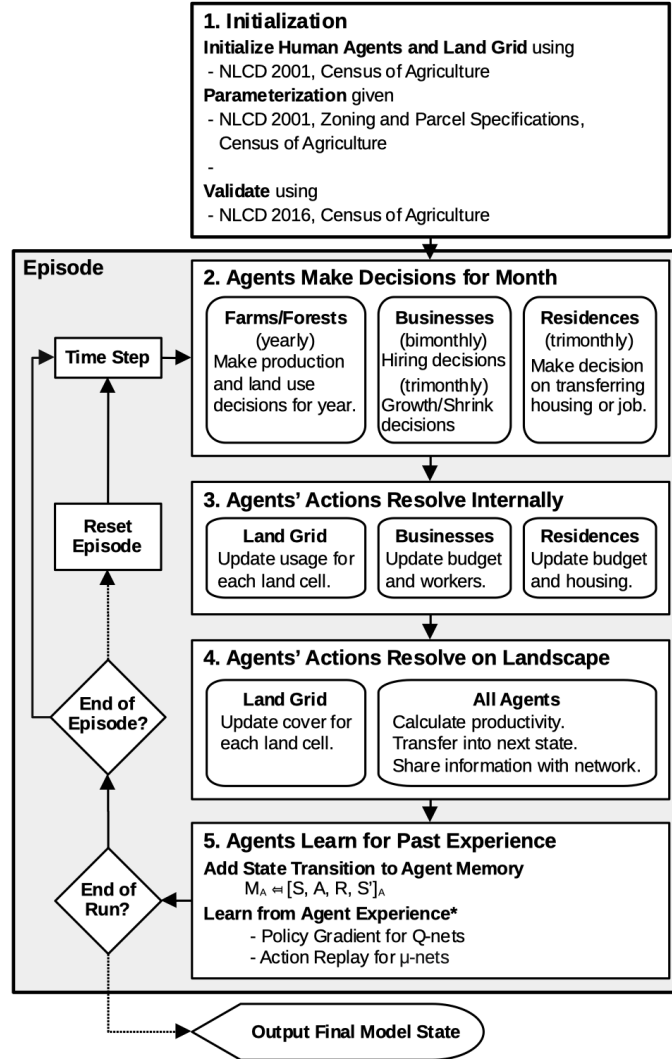 1. Initialization
Initialize Human Agents and Land Grid using
- NLCD 2001, Census of Agriculture
Parameterization given
- NLCD 2001, Zoning and Parcel Specifications,
Census of Agriculture
-
Validate using
- NLCD 2016, Census of Agriculture
Episode
2. Agents Make Decisions for Month
Farms/Forests
(yearly)
Make production
and land use
decisions for year.
Businesses
(bimonthly)
Hiring decisions
(trimonthly)
Growth/Shrink
decisions
Residences
(trimonthly)
Make decision
on transferring
housing or job.
Time Step
3. Agents' Actions Resolve Internally
Land Grid
Update usage for
each land cell.
Businesses
Update budget
and workers.
Residences
Update budget
and housing.
Reset
Episode
4. Agents' Actions Resolve on Landscape
Land Grid
Update cover for
each land cell.
All Agents
Calculate productivity.
Transfer into next state.
Share information with network.
End of
Episode?
5. Agents Learn for Past Experience
Add State Transition to Agent Memory
M_A ⇚ [S, A, R, S']_A
Learn from Agent Experience*
- Policy Gradient for Q-nets
- Action Replay for μ-nets
End of
Run?
Output Final Model State